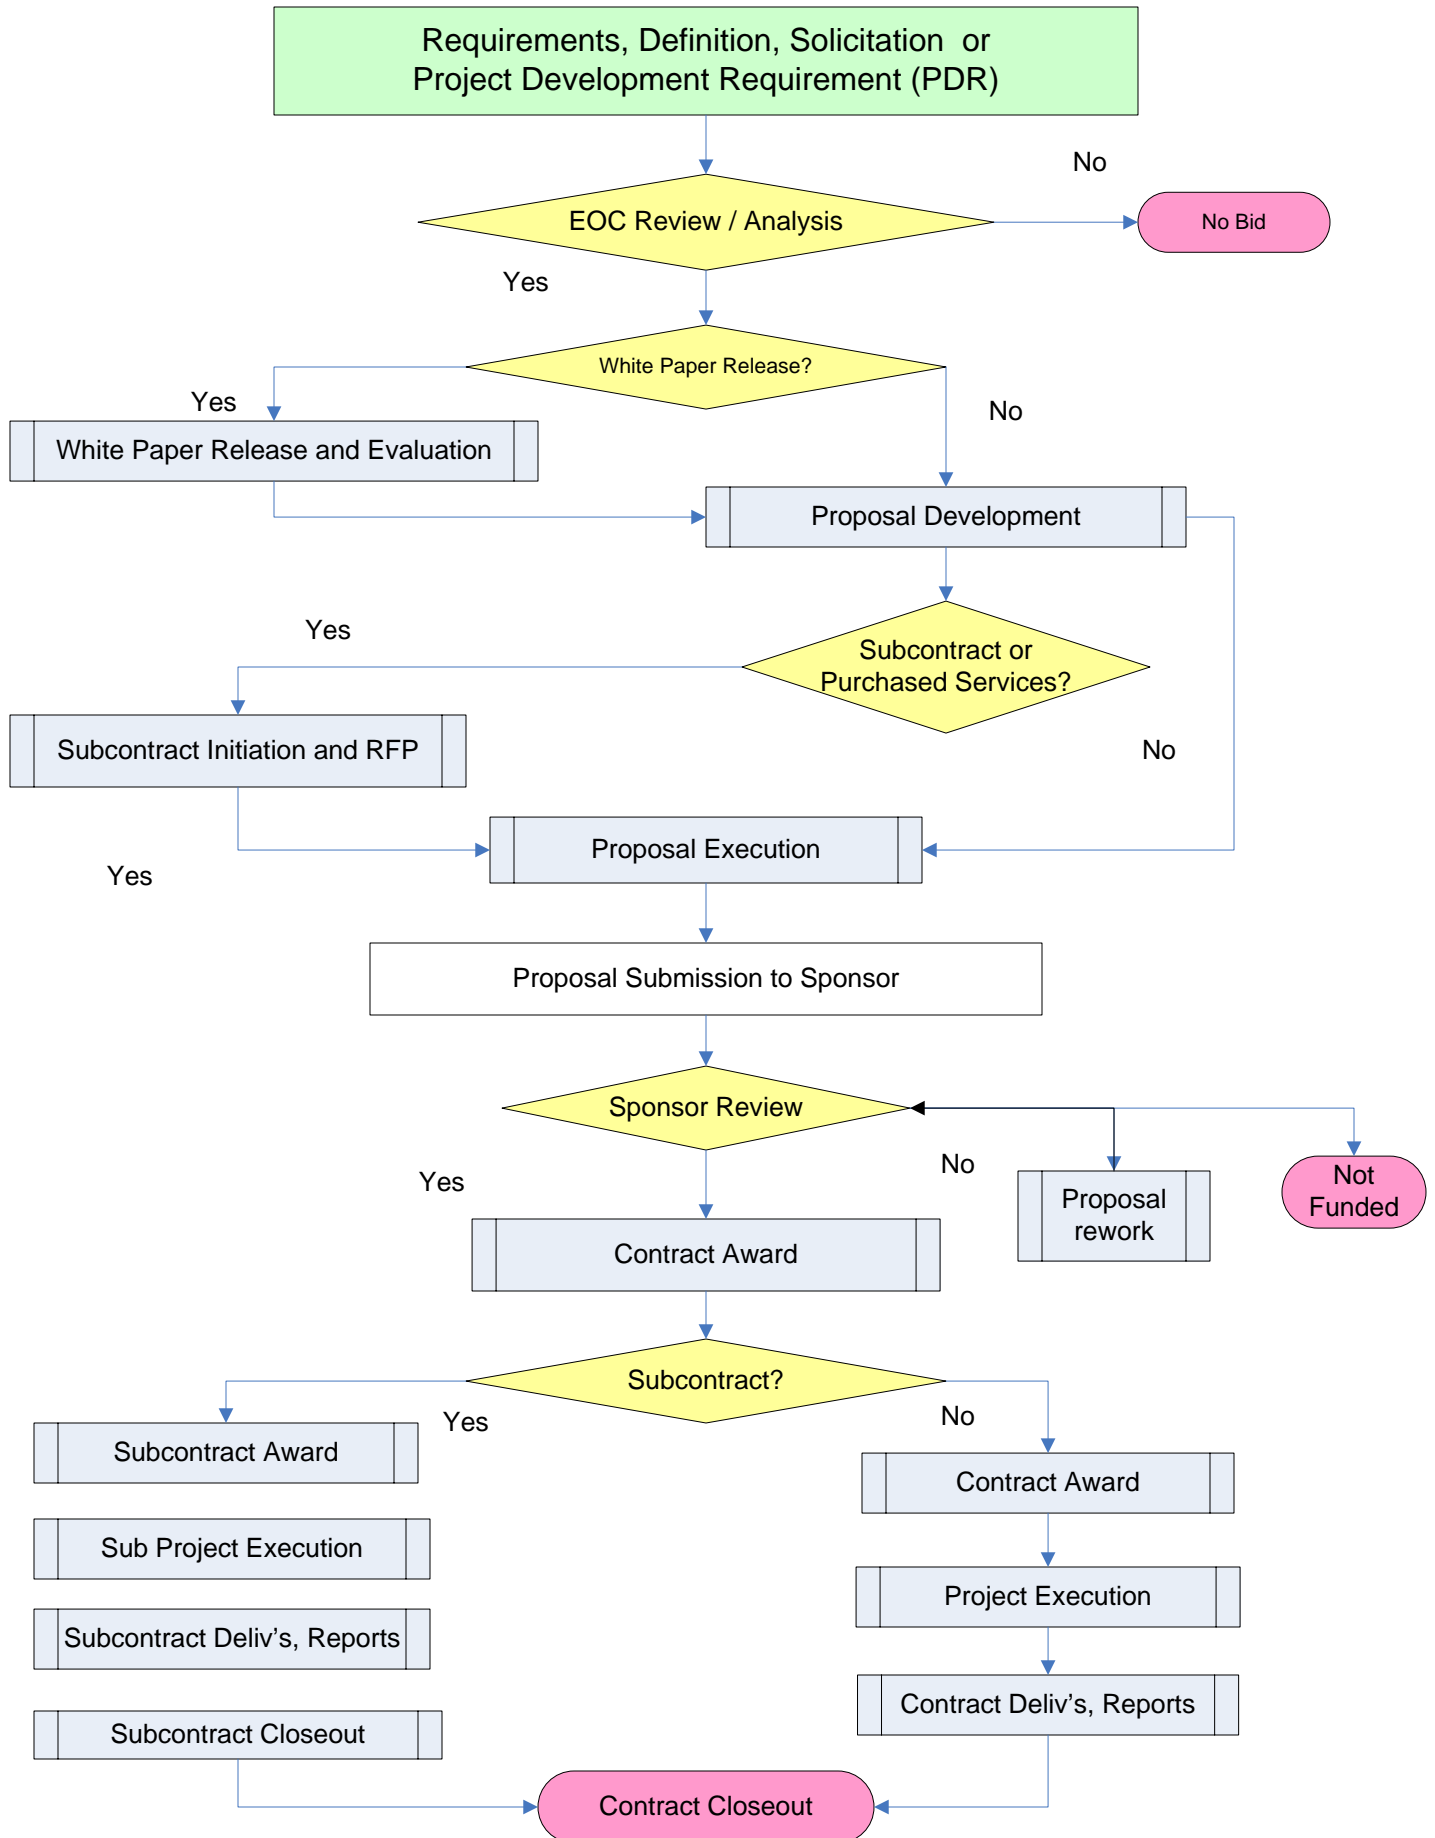 Requirements, Definition, Solicitation or
Project Development Requirement (PDR)
No
EOC Review / Analysis
No Bid
Yes
White Paper Release?
Yes
No
White Paper Release and Evaluation
Proposal Development
Yes
Subcontract or
Purchased Services?
Subcontract Initiation and RFP
No
Proposal Execution
Yes
Proposal Submission to Sponsor
Sponsor Review
No
Yes
Proposal
rework
Not
Funded
Contract Award
Subcontract?
Yes
No
Subcontract Award
Contract Award
Sub Project Execution
Project Execution
Subcontract Deliv's, Reports
Contract Deliv's, Reports
Subcontract Closeout
Contract Closeout